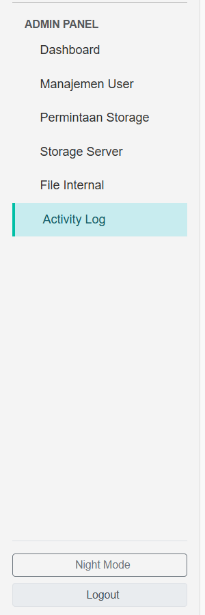 ADMIN PANEL
Dashboard
Manajemen User
Permintaan Storage
Storage Server
File Internal
Activity Log
Night Mode
Logout